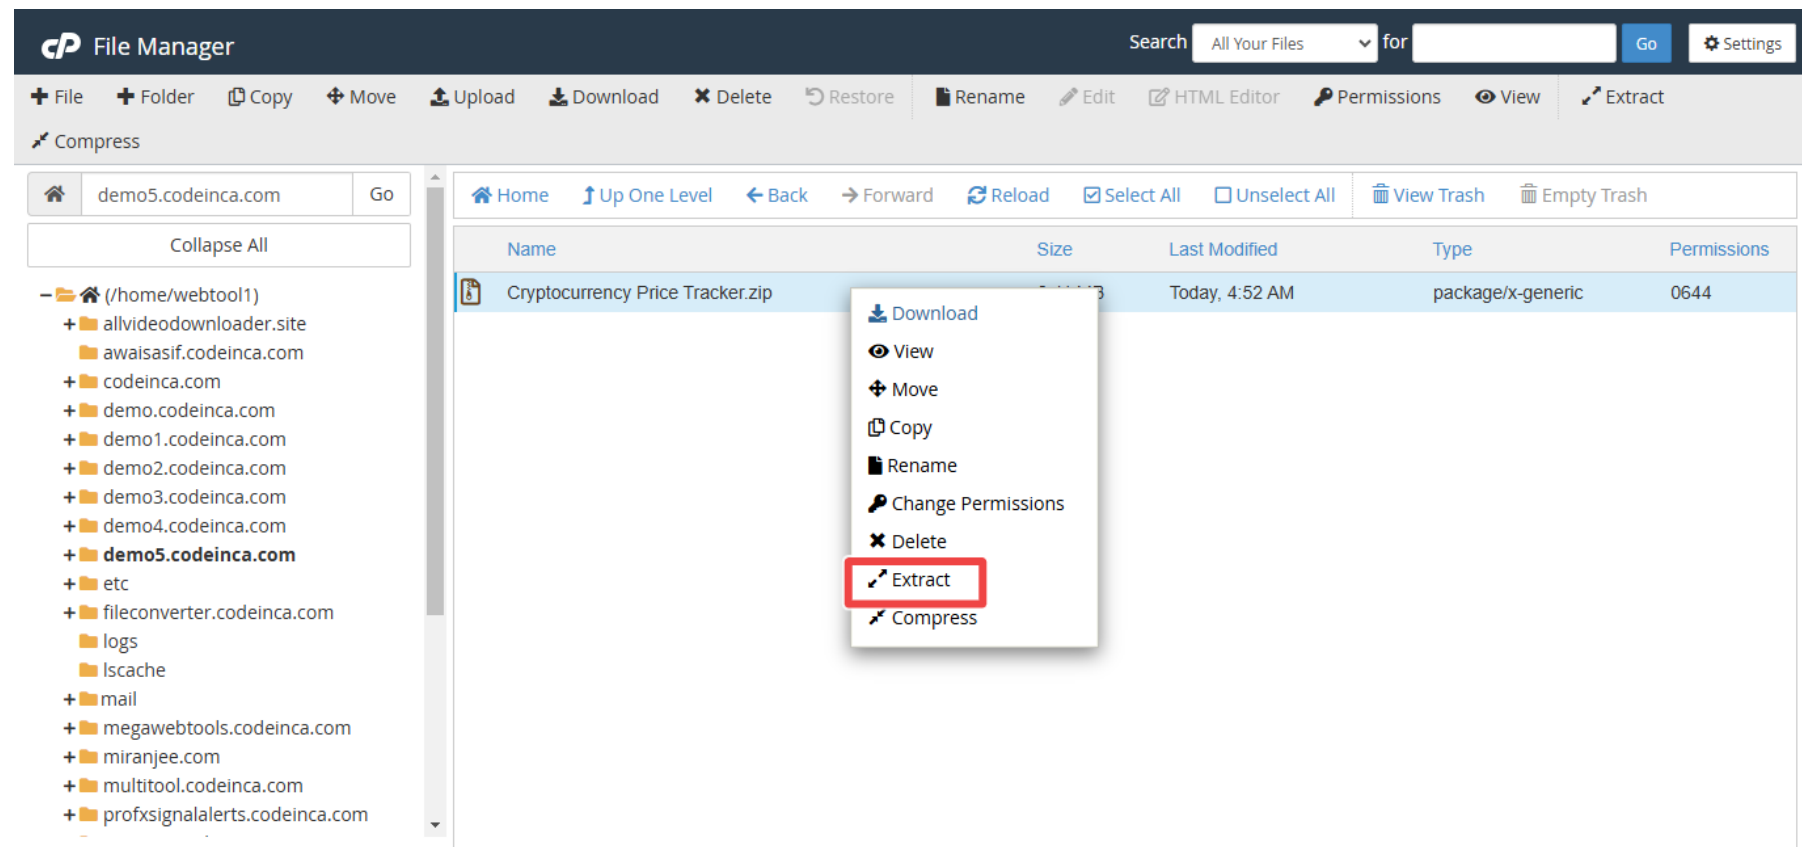 cP File Manager
Search All Your Files for Go Settings
File Folder Copy Move Upload Download Delete Restore Rename Edit HTML Editor Permissions View Extract
Compress
demo5.codeinca.com Go
Home Up One Level Back Forward Reload Select All Unselect All View Trash Empty Trash
Collapse All
Name Size Last Modified Type Permissions
Cryptocurrency Price Tracker.zip Today, 4:52 AM package/x-generic 0644
(/home/webtool1)
allvideodownloader.site
awaisasif.codeinca.com
codeinca.com
demo.codeinca.com
demo1.codeinca.com
demo2.codeinca.com
demo3.codeinca.com
demo4.codeinca.com
demo5.codeinca.com
etc
fileconverter.codeinca.com
logs
lscache
mail
megawebtools.codeinca.com
miranjee.com
multitool.codeinca.com
profxsignalalerts.codeinca.com
Download
View
Move
Copy
Rename
Change Permissions
Delete
Extract
Compress